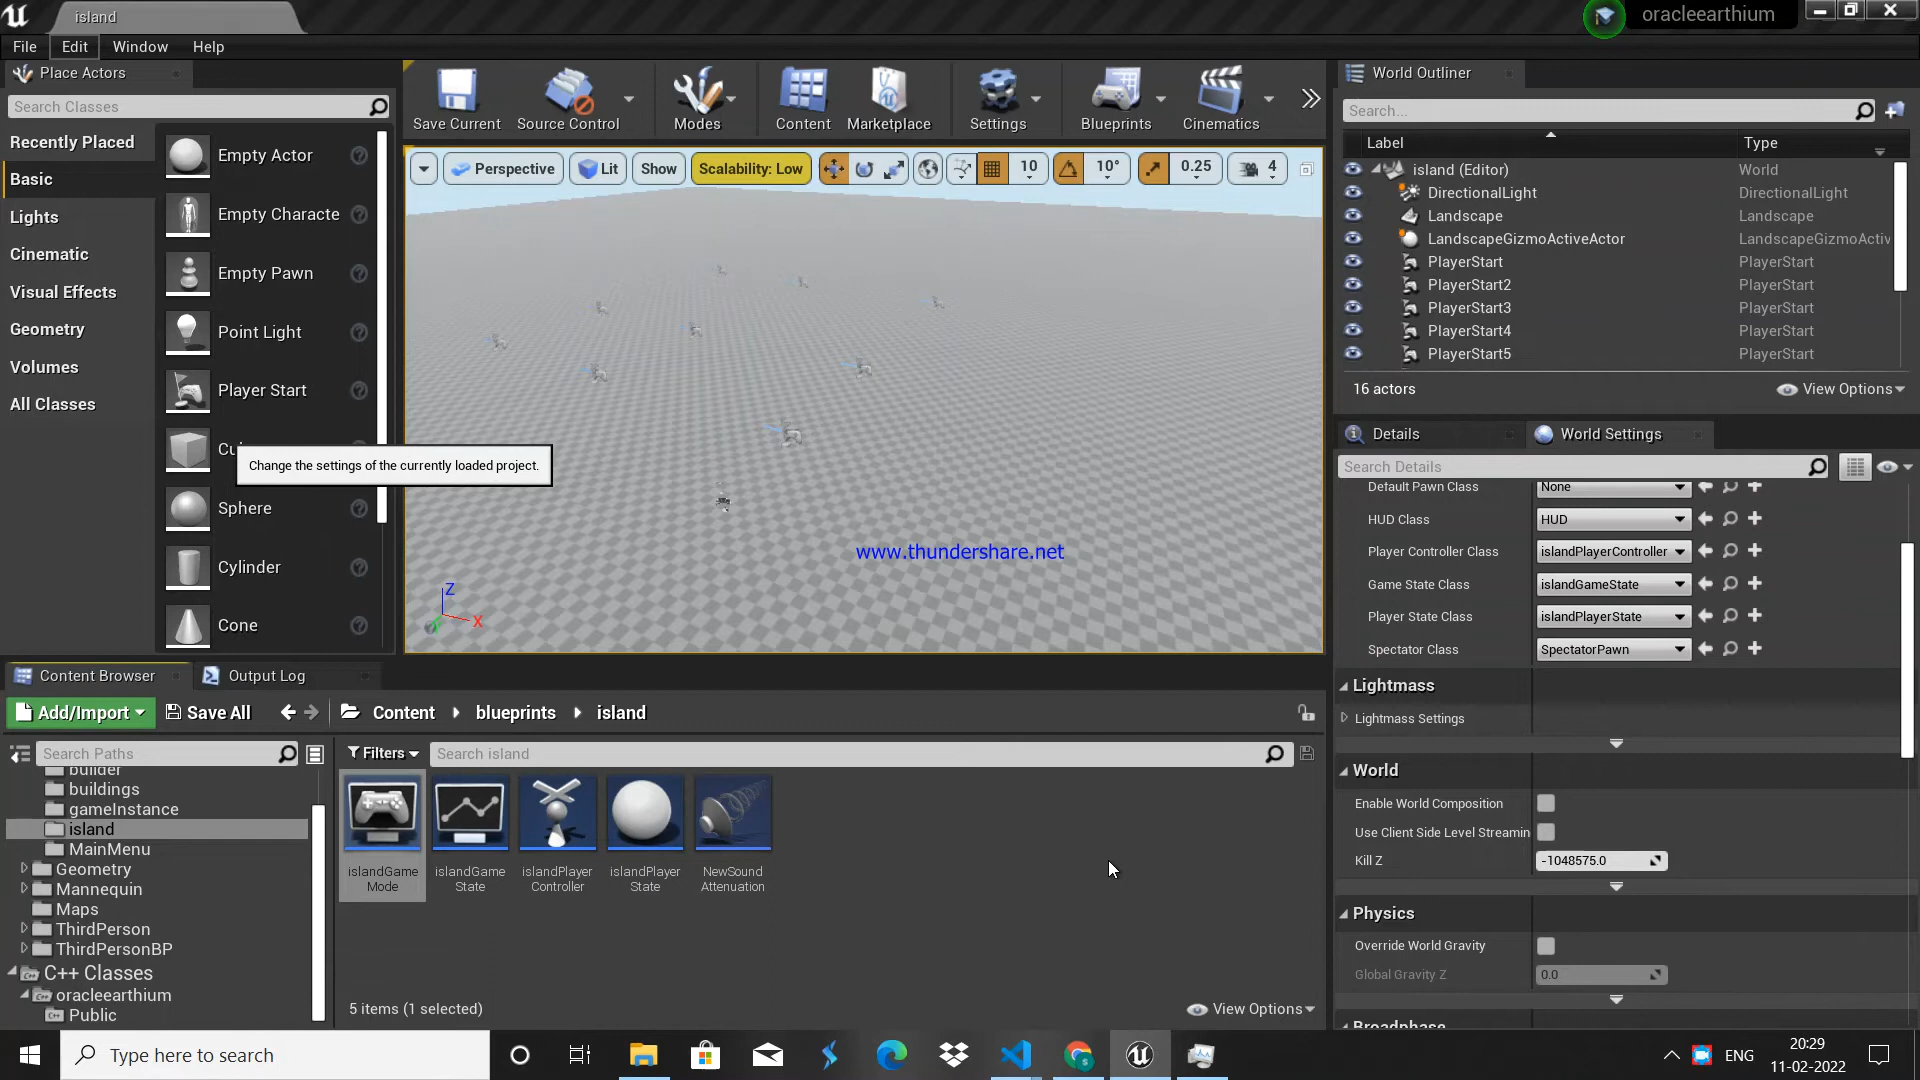 island
oracleearthium
File Edit Window Help
Place Actors
Search Classes
Recently Placed
Basic
Lights
Cinematic
Visual Effects
Geometry
Volumes
All Classes
Empty Actor
Empty Characte
Empty Pawn
Point Light
Player Start
Cu
Sphere
Cylinder
Cone
Change the settings of the currently loaded project.
Save Current Source Control Modes Content Marketplace Settings Blueprints Cinematics
Perspective Lit Show Scalability: Low 10 10° 0.25 4
www.thundershare.net
Z
X
World Outliner
Search...
Label Type
island (Editor) World
DirectionalLight DirectionalLight
Landscape Landscape
LandscapeGizmoActiveActor LandscapeGizmoActiv
PlayerStart PlayerStart
PlayerStart2 PlayerStart
PlayerStart3 PlayerStart
PlayerStart4 PlayerStart
PlayerStart5 PlayerStart
16 actors View Options
Details World Settings
Search Details
Default Pawn Class None
HUD Class HUD
Player Controller Class islandPlayerController
Game State Class islandGameState
Player State Class islandPlayerState
Spectator Class SpectatorPawn
Lightmass
Lightmass Settings
World
Enable World Composition
Use Client Side Level Streamin
Kill Z -1048575.0
Physics
Override World Gravity
Global Gravity Z 0.0
Broadphase
Content Browser Output Log
Add/Import Save All Content blueprints island
Search Paths
Filters Search island
builder
buildings
gameInstance
island
MainMenu
Geometry
Mannequin
Maps
ThirdPerson
ThirdPersonBP
C++ Classes
oracleearthium
Public
islandGame
Mode
islandGame
State
islandPlayer
Controller
islandPlayer
State
NewSound
Attenuation
5 items (1 selected) View Options
Type here to search
ENG
20:29
11-02-2022